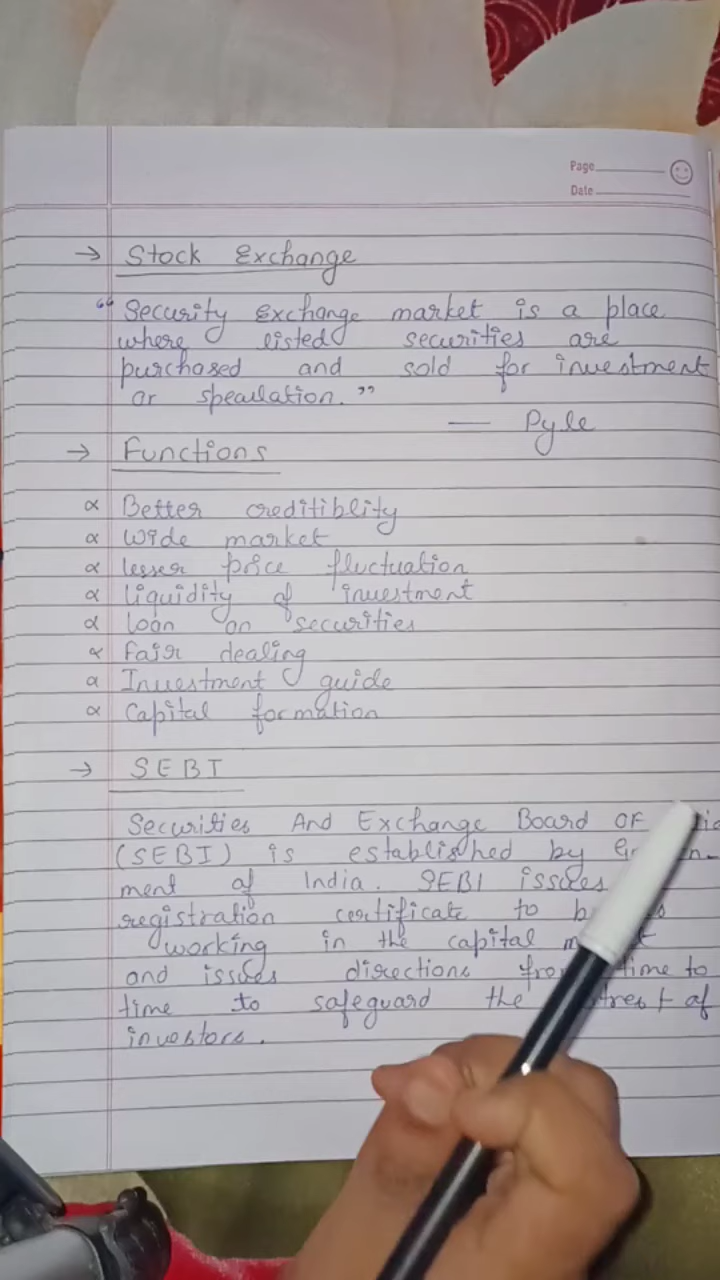 Page
Date
→ Stock Exchange
“ Security Exchange market is a place
where listed securities are
purchased and sold for investment
or speculation. ”
— Pyle
→ Functions
∝ Better creditiblity
∝ Wide market
∝ lesser price fluctuation
∝ liquidity of investment
∝ loan on securities
∝ Fair dealing
∝ Investment guide
∝ Capital formation
→ SEBI
Securities And Exchange Board OF
(SEBI) is established by
ment of India. SEBI issues
registration certificate to
working in the capital
and issues directions from time to
time to safeguard the of
investors.